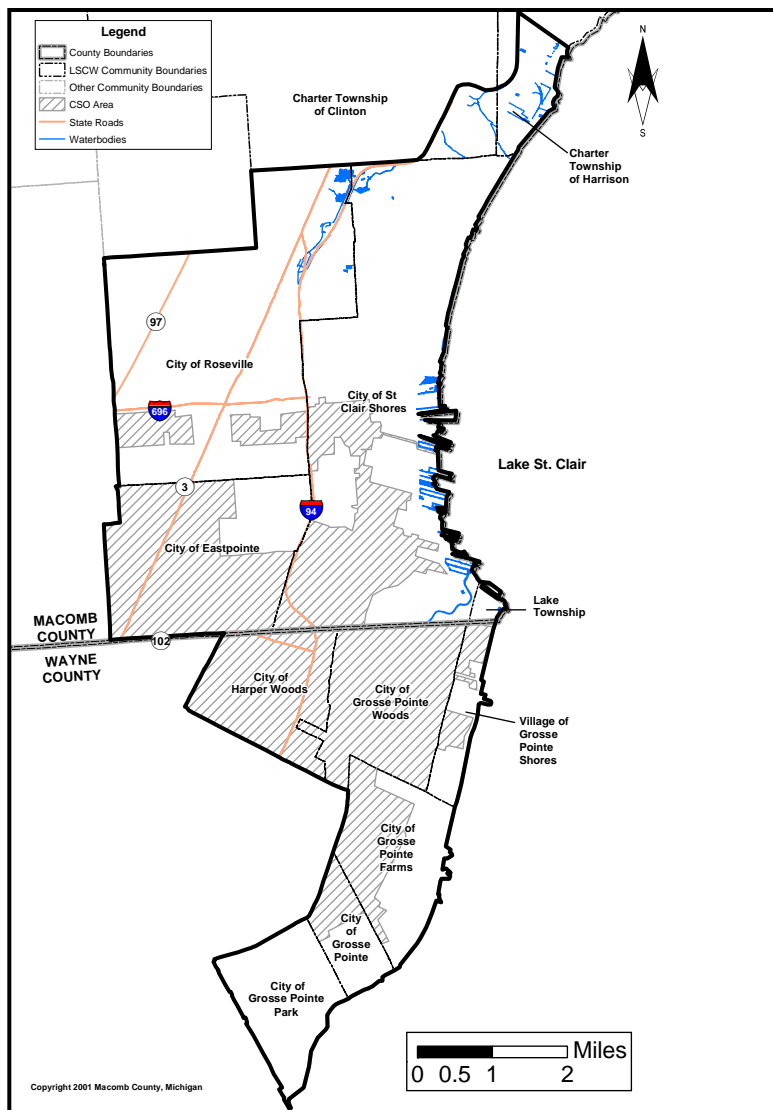 Legend
County Boundaries
LSCW Community Boundaries
Other Community Boundaries
CSO Area
State Roads
Waterbodies
N
S
Charter Township
of Clinton
Charter
Township
of Harrison
97
City of Roseville
696
City of St
Clair Shores
Lake St. Clair
3
94
City of Eastpointe
Lake
Township
MACOMB
COUNTY
102
WAYNE
COUNTY
City of
Harper Woods
City of
Grosse Pointe
Woods
Village of
Grosse
Pointe
Shores
City of
Grosse
Pointe
Farms
City
of
Grosse
Pointe
City of
Grosse Pointe
Park
Miles
0 0.5 1 2
Copyright 2001 Macomb County, Michigan